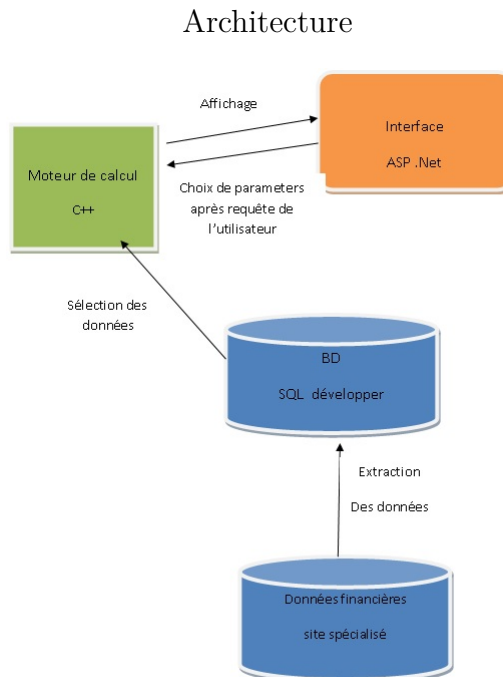 Architecture
Affichage
Interface
ASP .Net
Moteur de calcul
C++
Choix de parameters
après requête de
l'utilisateur
Sélection des
données
BD
SQL développer
Extraction
Des données
Données financières
site spécialisé